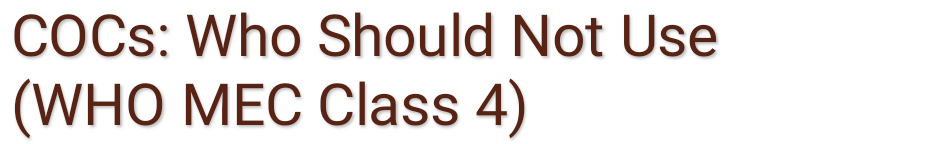 COCs: Who Should Not Use
(WHO MEC Class 4)